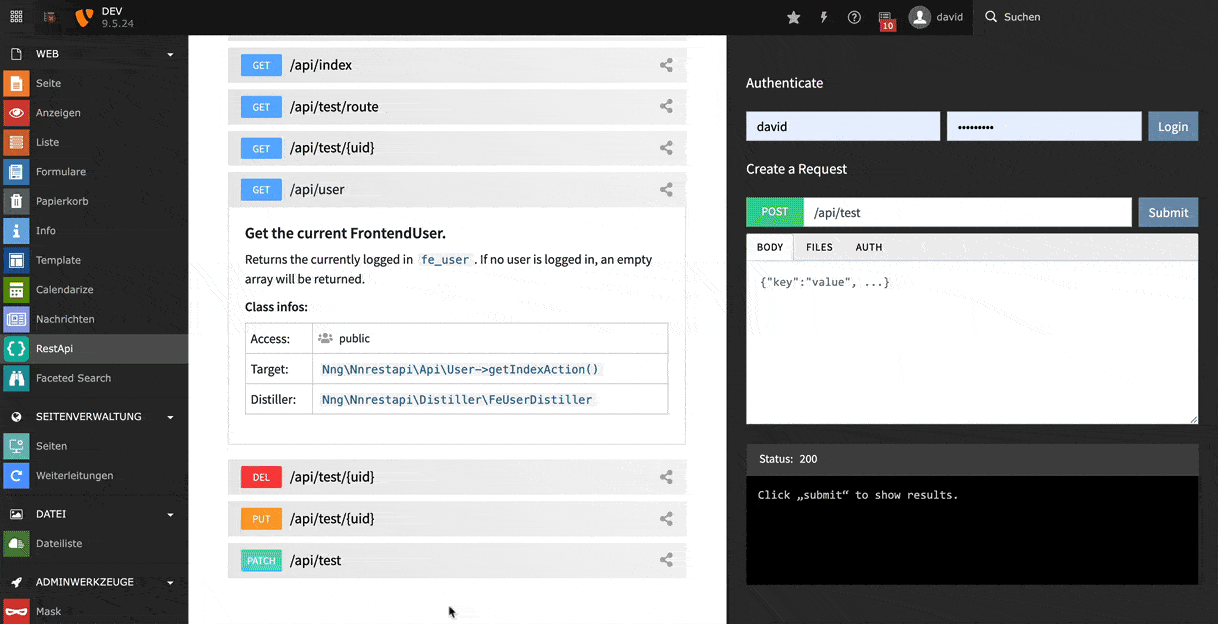 DEV
9.5.24
10
david
Suchen
WEB
Seite
Anzeigen
Liste
Formulare
Papierkorb
Info
Template
Calendarize
Nachrichten
RestApi
Faceted Search
SEITENVERWALTUNG
Seiten
Weiterleitungen
DATEI
Dateiliste
ADMINWERKZEUGE
Mask
GET /api/index
GET /api/test/route
GET /api/test/{uid}
GET /api/user
Get the current FrontendUser.
Returns the currently logged in fe_user . If no user is logged in, an empty
array will be returned.
Class infos:
Access: public
Target: Nng\Nnrestapi\Api\User->getIndexAction()
Distiller: Nng\Nnrestapi\Distiller\FeUserDistiller
DEL /api/test/{uid}
PUT /api/test/{uid}
PATCH /api/test
Authenticate
david ••••••••• Login
Create a Request
POST /api/test Submit
BODY FILES AUTH
{"key":"value", ...}
Status: 200
Click „submit“ to show results.